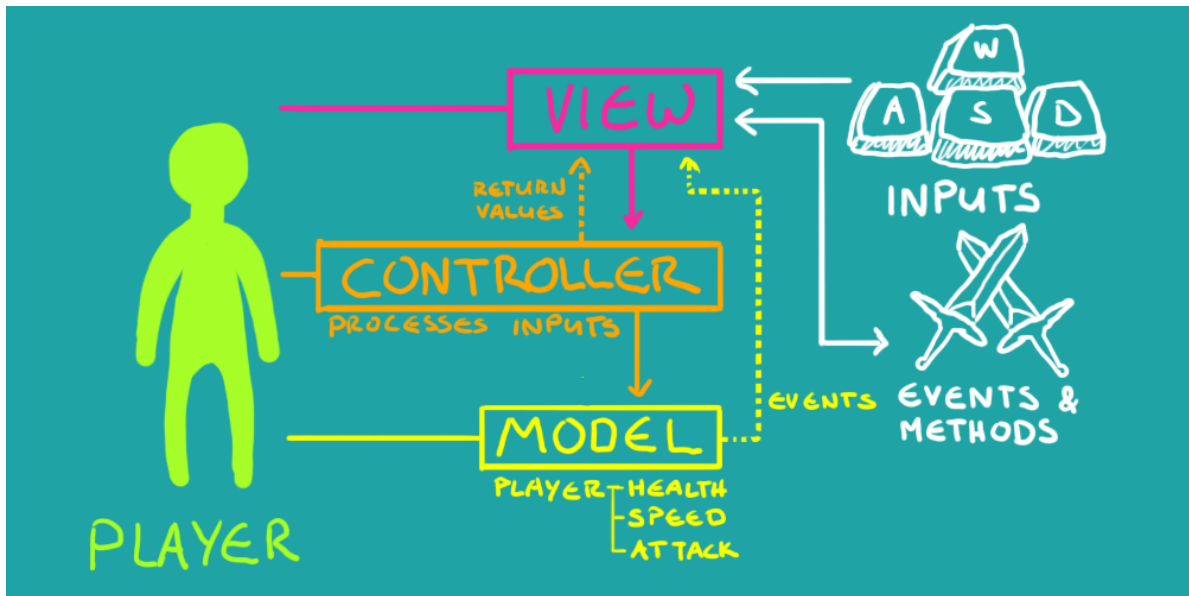 VIEW
W
A
S
D
INPUTS
RETURN
VALUES
CONTROLLER
PROCESSES INPUTS
EVENTS
EVENTS &
METHODS
MODEL
PLAYER
HEALTH
SPEED
ATTACK
PLAYER